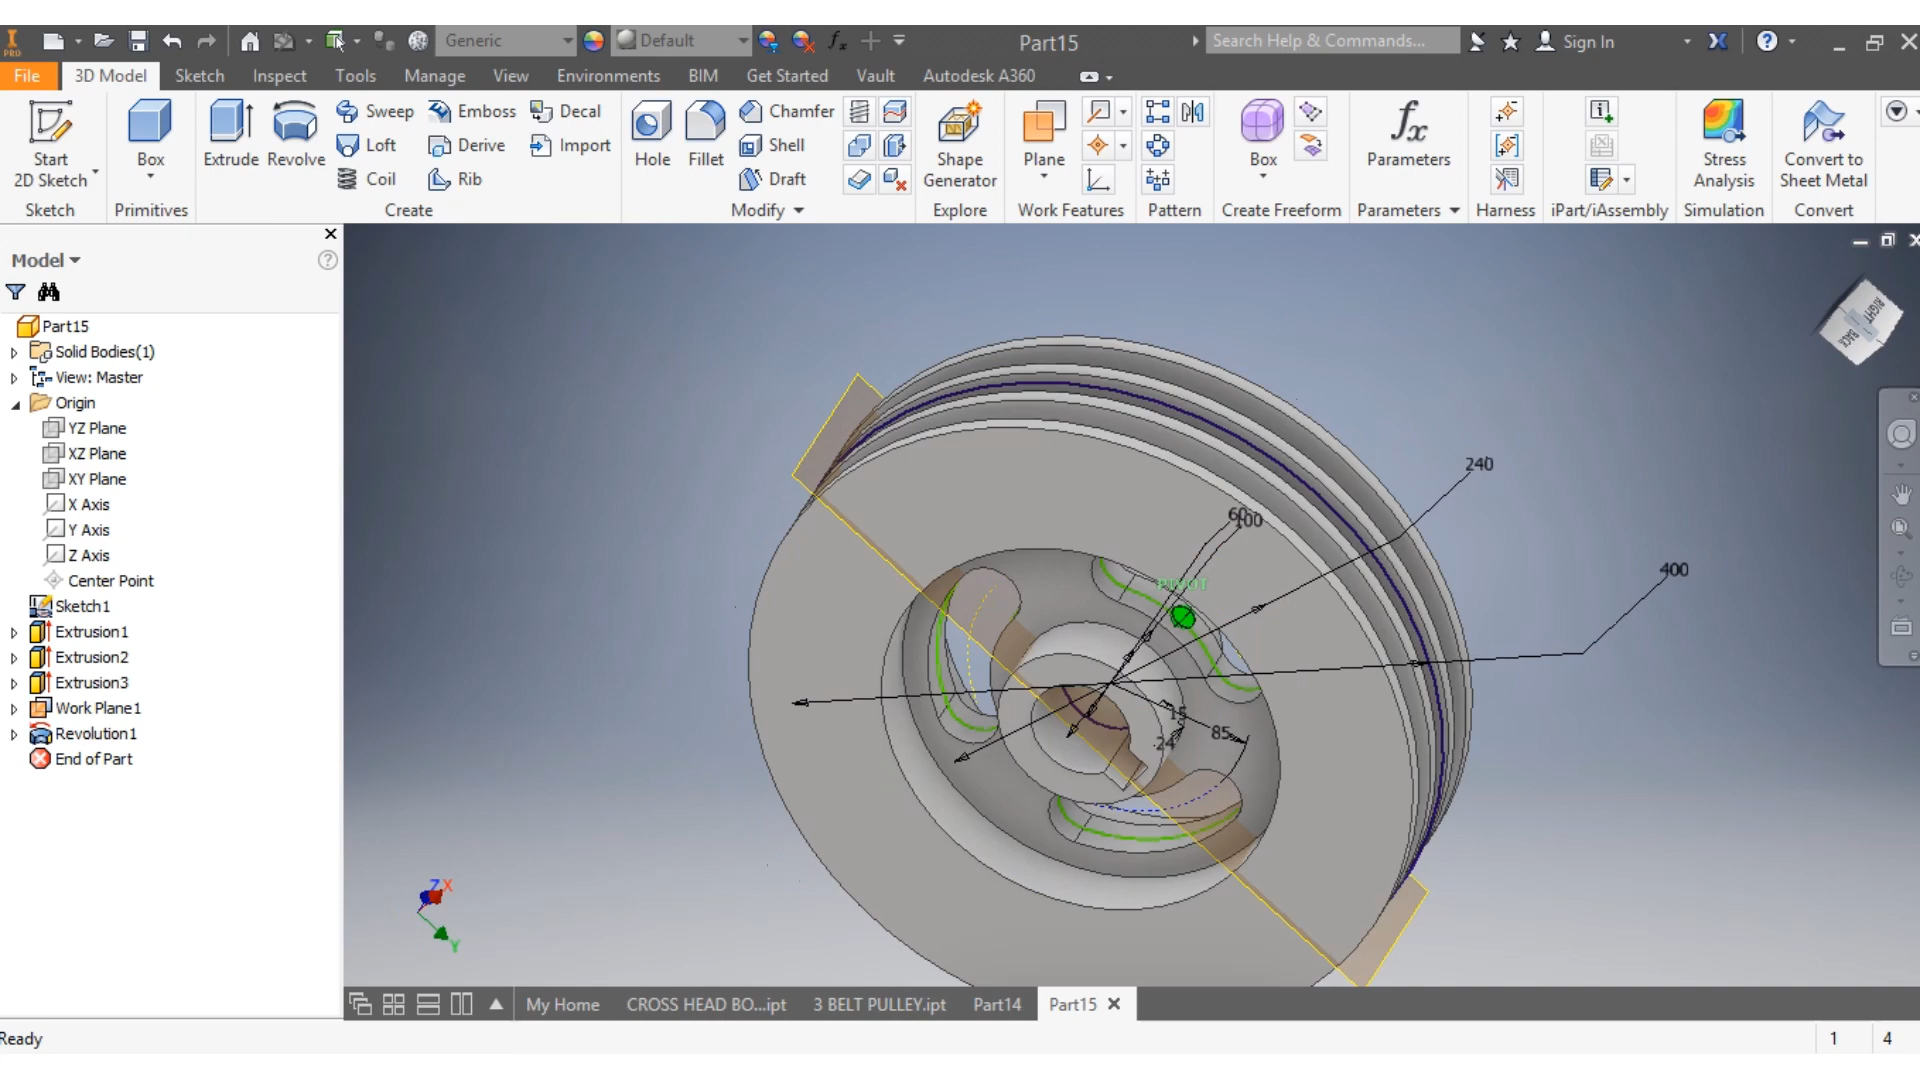 PRO
Generic
Default
Part15
Search Help & Commands...
Sign In
File
3D Model
Sketch
Inspect
Tools
Manage
View
Environments
BIM
Get Started
Vault
Autodesk A360
Start
2D Sketch
Sketch
Box
Primitives
Extrude
Revolve
Sweep
Emboss
Decal
Loft
Derive
Import
Coil
Rib
Create
Hole
Fillet
Chamfer
Shell
Draft
Modify
Shape
Generator
Explore
Plane
Work Features
Pattern
Box
Create Freeform
Parameters
Parameters
Harness
iPart/iAssembly
Stress
Analysis
Simulation
Convert to
Sheet Metal
Convert
Model
Part15
Solid Bodies(1)
View: Master
Origin
YZ Plane
XZ Plane
XY Plane
X Axis
Y Axis
Z Axis
Center Point
Sketch1
Extrusion1
Extrusion2
Extrusion3
Work Plane1
Revolution1
End of Part
RIGHT
BACK
240
60
100
400
PIVOT
15
24
85
Z X
Y
My Home
CROSS HEAD BO...ipt
3 BELT PULLEY.ipt
Part14
Part15
Ready
1
4